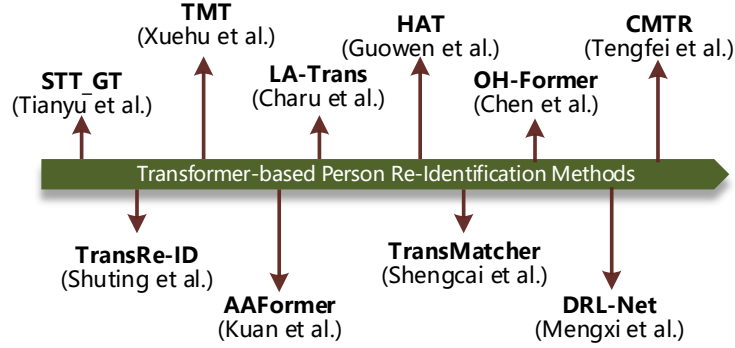 TMT
(Xuehu et al.)
HAT
(Guowen et al.)
CMTR
(Tengfei et al.)
STT_GT
(Tianyu et al.)
LA-Trans
(Charu et al.)
OH-Former
(Chen et al.)
Transformer-based Person Re-Identification Methods
TransRe-ID
(Shuting et al.)
TransMatcher
(Shengcai et al.)
AAFormer
(Kuan et al.)
DRL-Net
(Mengxi et al.)